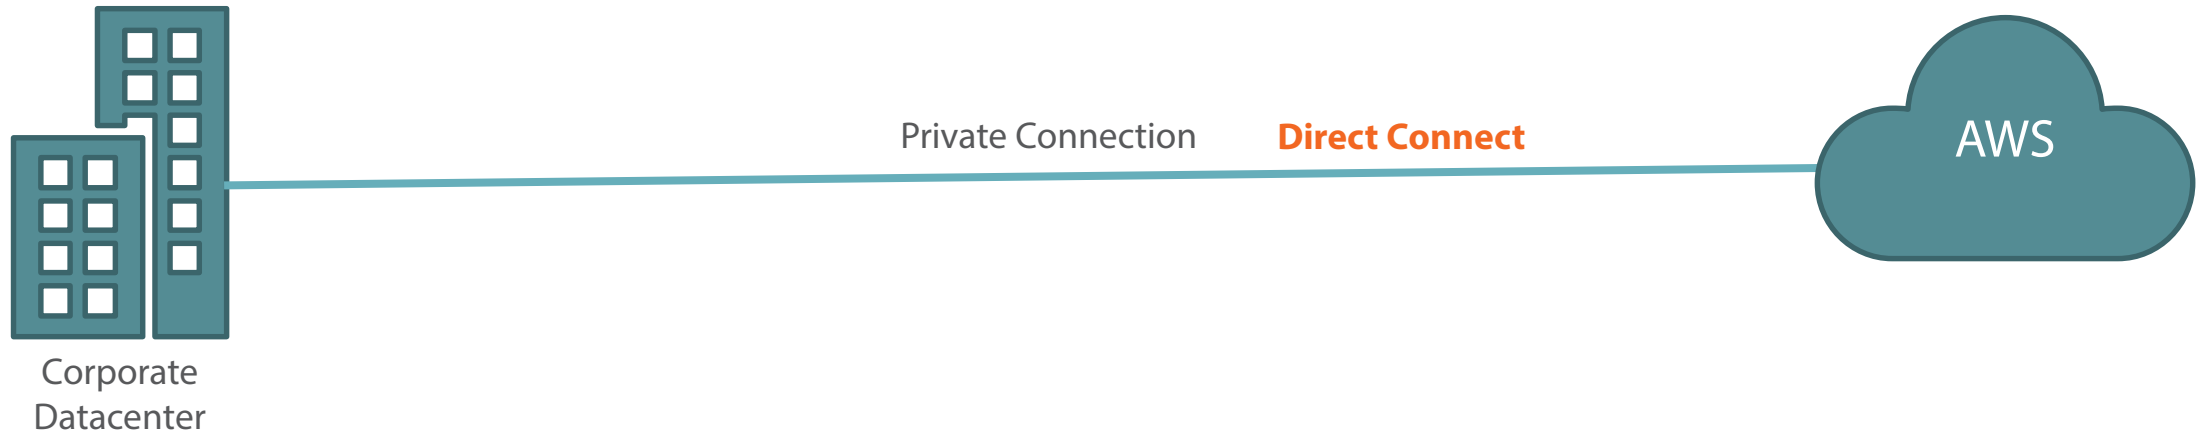 Private Connection Direct Connect
AWS
Corporate
Datacenter